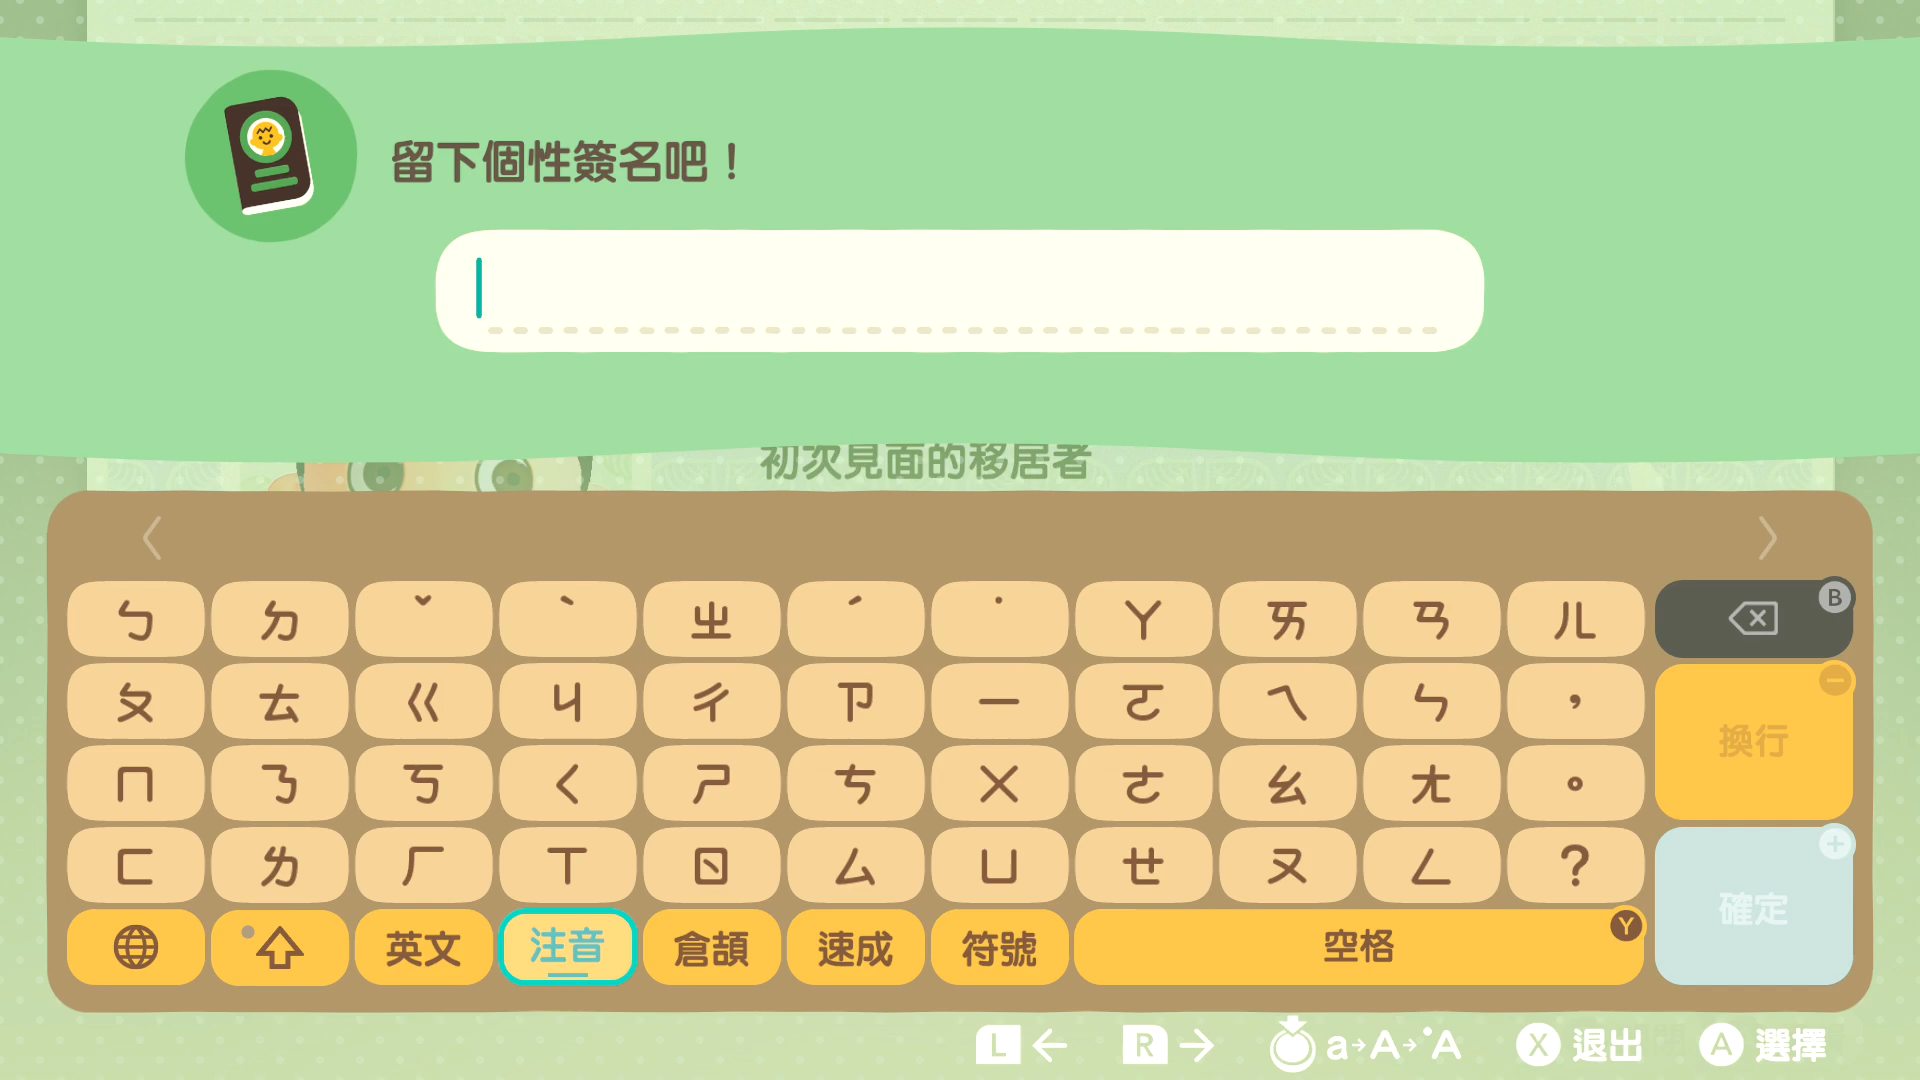 留下個性簽名吧！
初次見面的移居者
ㄅ ㄉ ˇ ˋ ㄓ ˊ ˙ ㄚ ㄞ ㄢ ㄦ B
ㄆ ㄊ ㄍ ㄐ ㄔ ㄗ ㄧ ㄛ ㄟ ㄣ ， 換行
ㄇ ㄋ ㄎ ㄑ ㄕ ㄘ ㄨ ㄜ ㄠ ㄤ 。
ㄈ ㄌ ㄏ ㄒ ㄖ ㄙ ㄩ ㄝ ㄡ ㄥ ? 確定
英文 注音 倉頡 速成 符號 空格 Y
L ← R → a→A→Ȧ X 退出 A 選擇